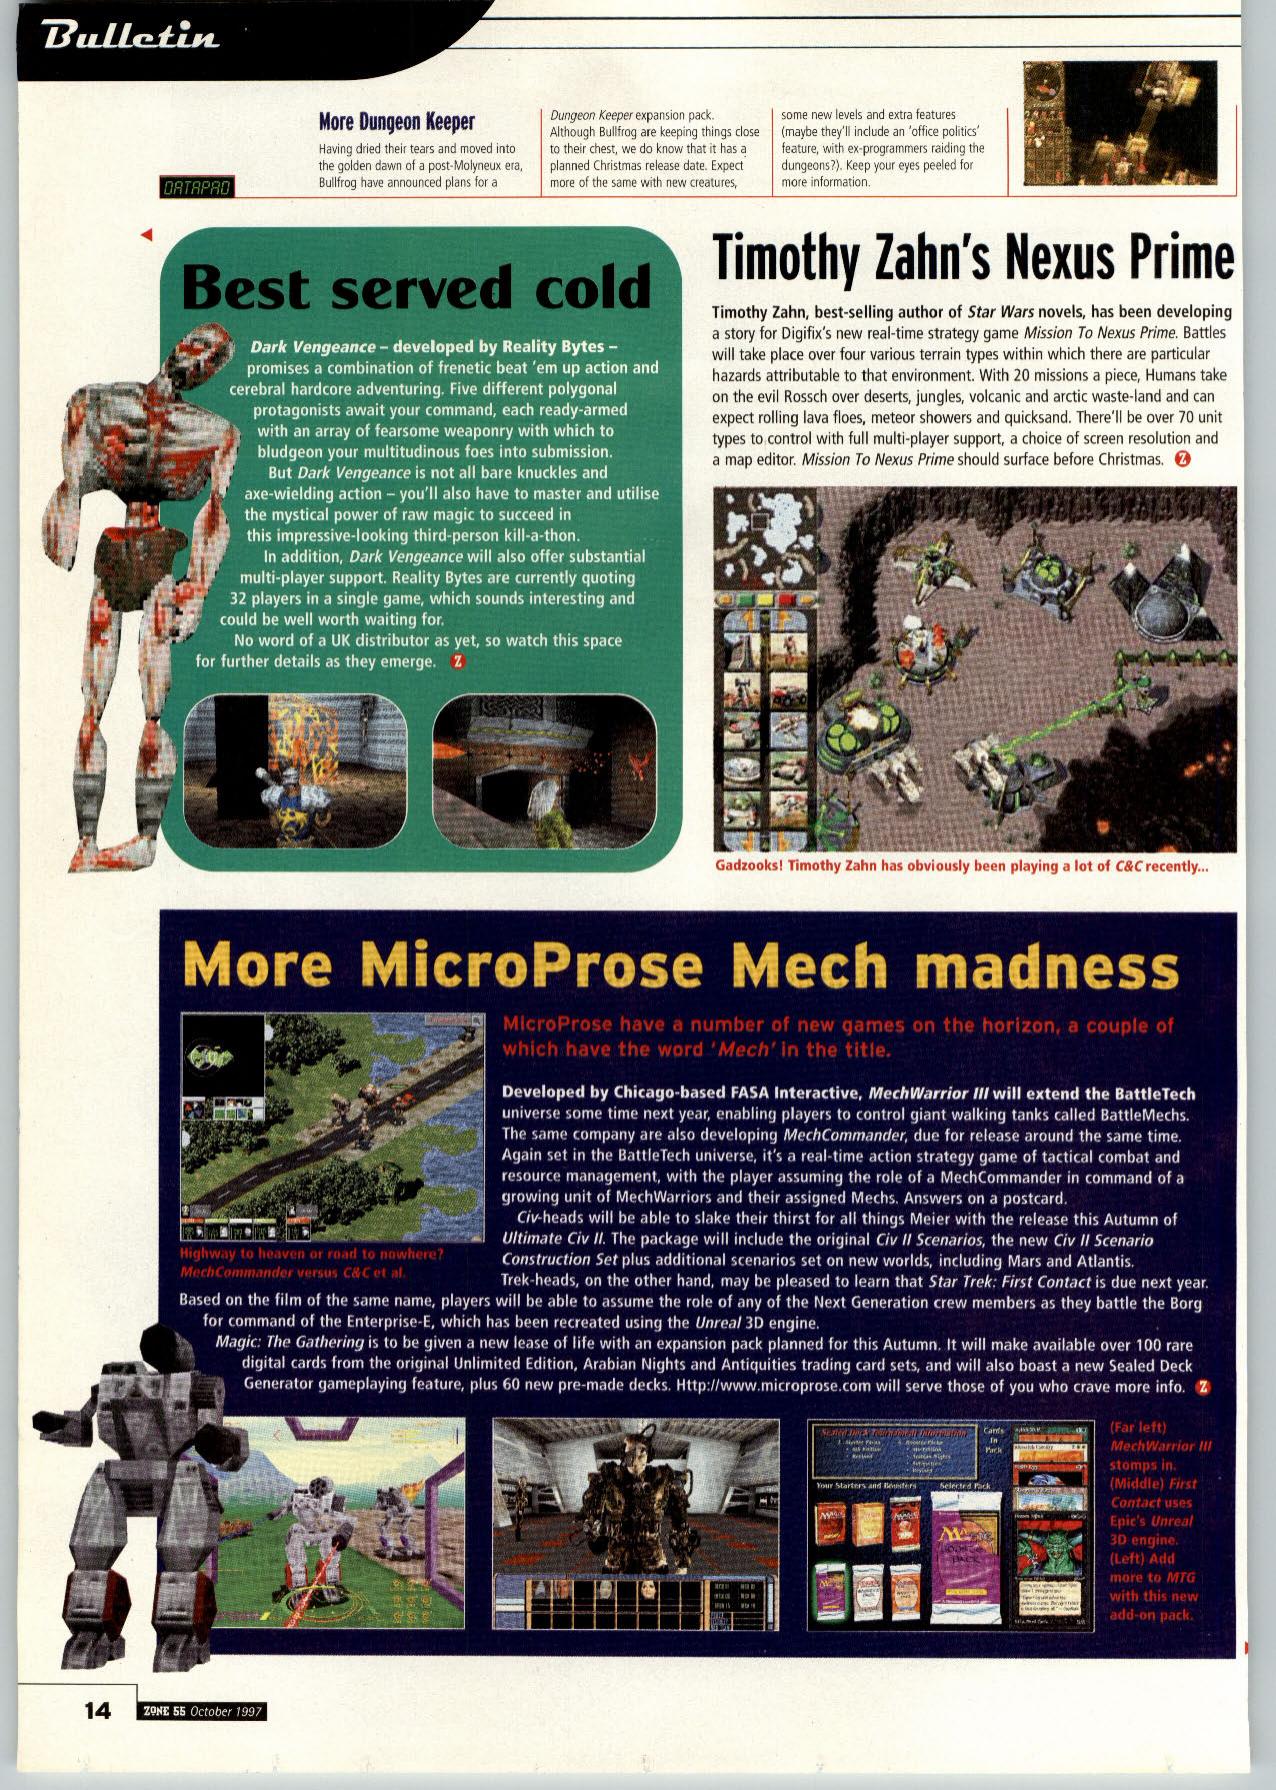 Bulletin
DATAPAD
More Dungeon Keeper
Having dried their tears and moved into
the golden dawn of a post-Molyneux era,
Bullfrog have announced plans for a
Dungeon Keeper expansion pack.
Although Bullfrog are keeping things close
to their chest, we do know that it has a
planned Christmas release date. Expect
more of the same with new creatures,
some new levels and extra features
(maybe they'll include an 'office politics'
feature, with ex-programmers raiding the
dungeons?). Keep your eyes peeled for
more information.
Best served cold
Dark Vengeance – developed by Reality Bytes –
promises a combination of frenetic beat 'em up action and
cerebral hardcore adventuring. Five different polygonal
protagonists await your command, each ready-armed
with an array of fearsome weaponry with which to
bludgeon your multitudinous foes into submission.
But Dark Vengeance is not all bare knuckles and
axe-wielding action – you'll also have to master and utilise
the mystical power of raw magic to succeed in
this impressive-looking third-person kill-a-thon.
In addition, Dark Vengeance will also offer substantial
multi-player support. Reality Bytes are currently quoting
32 players in a single game, which sounds interesting and
could be well worth waiting for.
No word of a UK distributor as yet, so watch this space
for further details as they emerge. Z
Timothy Zahn's Nexus Prime
Timothy Zahn, best-selling author of Star Wars novels, has been developing
a story for Digifix's new real-time strategy game Mission To Nexus Prime. Battles
will take place over four various terrain types within which there are particular
hazards attributable to that environment. With 20 missions a piece, Humans take
on the evil Rossch over deserts, jungles, volcanic and arctic waste-land and can
expect rolling lava floes, meteor showers and quicksand. There'll be over 70 unit
types to control with full multi-player support, a choice of screen resolution and
a map editor. Mission To Nexus Prime should surface before Christmas. Z
Gadzooks! Timothy Zahn has obviously been playing a lot of C&C recently...
More MicroProse Mech madness
MicroProse have a number of new games on the horizon, a couple of
which have the word 'Mech' in the title.
Developed by Chicago-based FASA Interactive, MechWarrior III will extend the BattleTech
universe some time next year, enabling players to control giant walking tanks called BattleMechs.
The same company are also developing MechCommander, due for release around the same time.
Again set in the BattleTech universe, it's a real-time action strategy game of tactical combat and
resource management, with the player assuming the role of a MechCommander in command of a
growing unit of MechWarriors and their assigned Mechs. Answers on a postcard.
Civ-heads will be able to slake their thirst for all things Meier with the release this Autumn of
Ultimate Civ II. The package will include the original Civ II Scenarios, the new Civ II Scenario
Construction Set plus additional scenarios set on new worlds, including Mars and Atlantis.
Trek-heads, on the other hand, may be pleased to learn that Star Trek: First Contact is due next year.
Based on the film of the same name, players will be able to assume the role of any of the Next Generation crew members as they battle the Borg
for command of the Enterprise-E, which has been recreated using the Unreal 3D engine.
Magic: The Gathering is to be given a new lease of life with an expansion pack planned for this Autumn. It will make available over 100 rare
digital cards from the original Unlimited Edition, Arabian Nights and Antiquities trading card sets, and will also boast a new Sealed Deck
Generator gameplaying feature, plus 60 new pre-made decks. Http://www.microprose.com will serve those of you who crave more info. Z
Highway to heaven or road to nowhere?
MechCommander versus C&C et al.
Sealed Deck Tournament Information
Cards
In
Pack
Your Starters and Boosters
Selected Pack
(Far left)
MechWarrior III
stomps in.
(Middle) First
Contact uses
Epic's Unreal
3D engine.
(Left) Add
more to MTG
with this new
add-on pack.
14
ZONE 55 October 1997